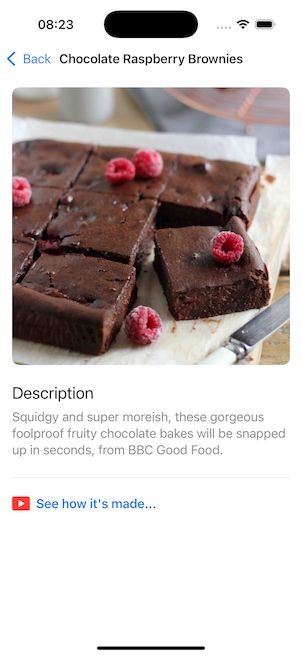 08:23
Back Chocolate Raspberry Brownies
Description
Squidgy and super moreish, these gorgeous
foolproof fruity chocolate bakes will be snapped
up in seconds, from BBC Good Food.
See how it's made...